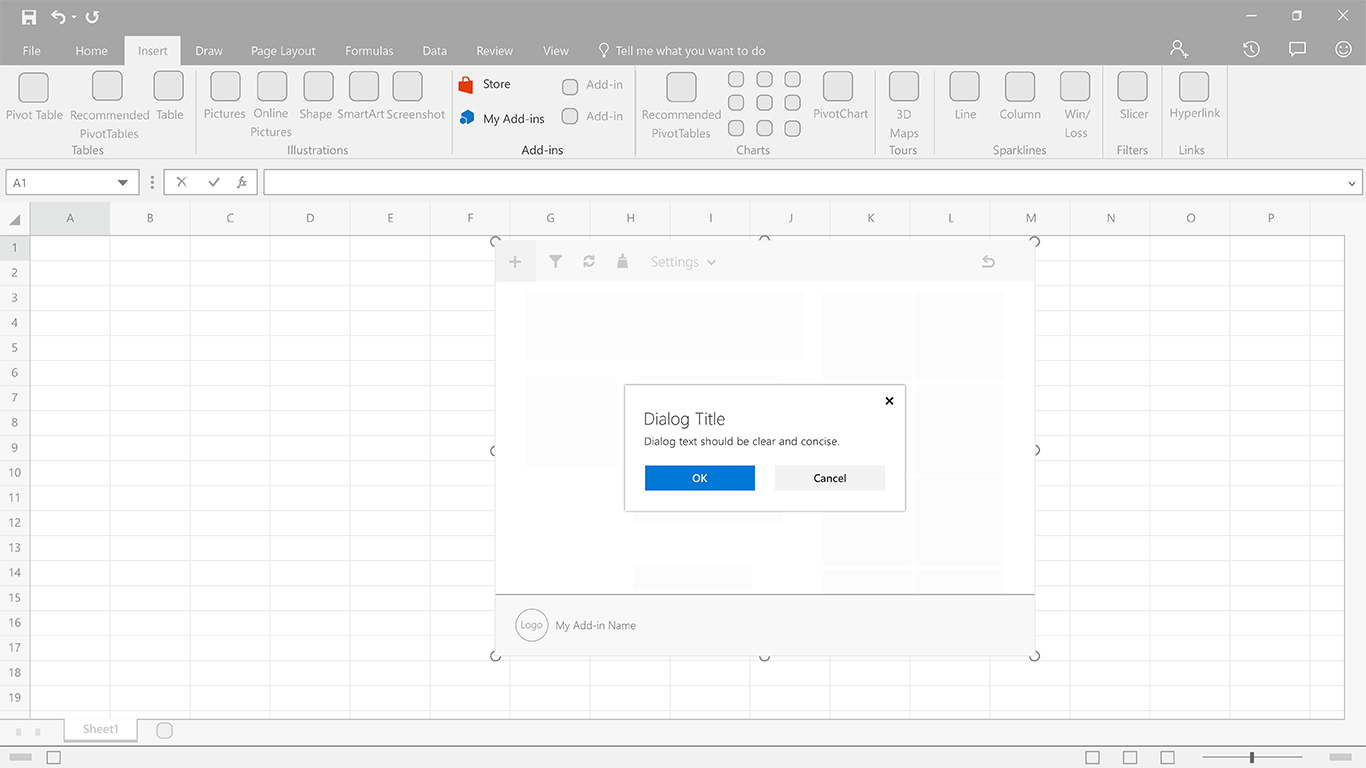 File Home Insert Draw Page Layout Formulas Data Review View Tell me what you want to do
Store Add-in
Pivot Table Recommended PivotTables Table
Pictures Online Pictures Shape SmartArt Screenshot
My Add-ins Add-in
Recommended PivotTables PivotChart
3D Maps
Line Column Win/ Loss
Slicer
Hyperlink
Tables Illustrations Add-ins Charts Tours Sparklines Filters Links
A1 fx
A B C D E F G H I J K L M N O P
1
Settings
2
3
4
5
6
7
Dialog Title
8
Dialog text should be clear and concise.
9
OK Cancel
10
11
12
13
14
15
16
Logo My Add-in Name
17
18
19
Sheet1